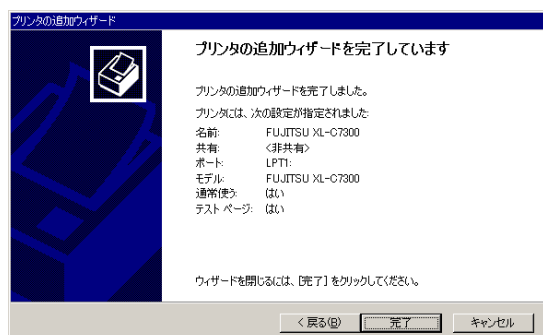 プリンタの追加ウィザード
プリンタの追加ウィザードを完了しています
プリンタの追加ウィザードを完了しました。
プリンタには、次の設定が指定されました:
名前: FUJITSU XL-C7300
共有: <非共有>
ポート: LPT1:
モデル: FUJITSU XL-C7300
通常使う: はい
テスト ページ: はい
ウィザードを閉じるには、[完了] をクリックしてください。
< 戻る(B) 完了 キャンセル